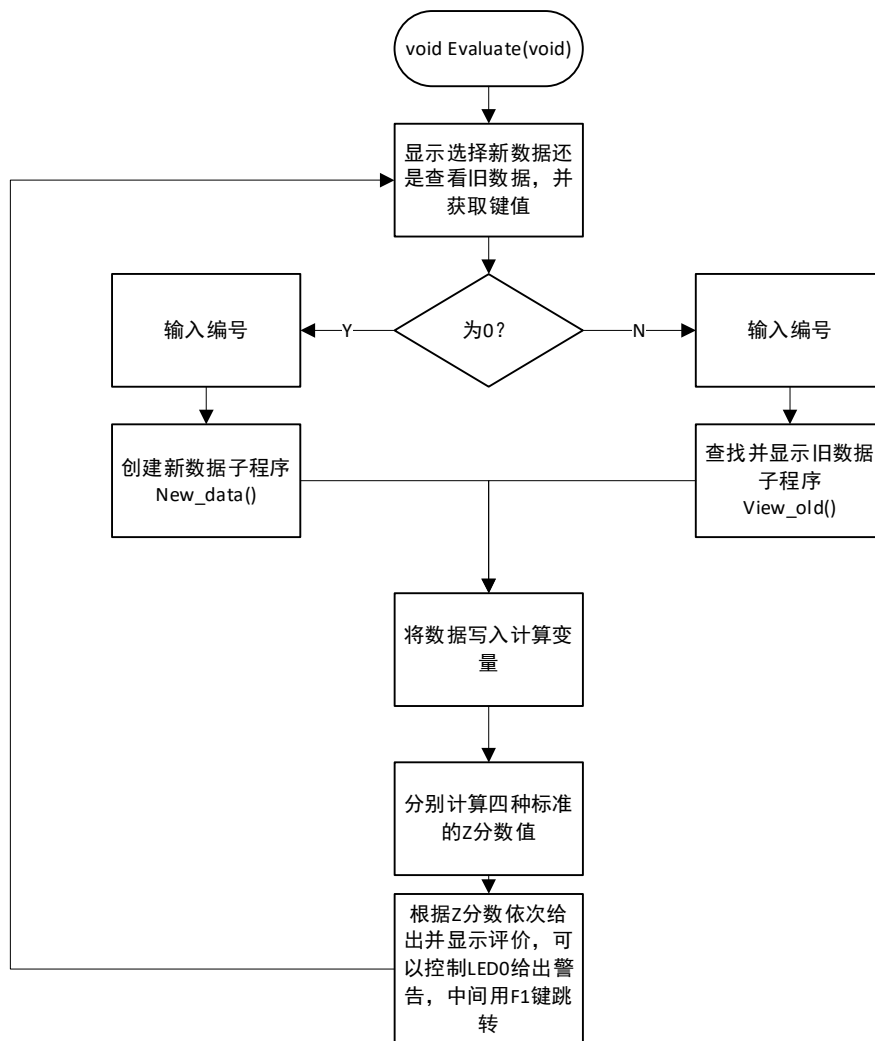 void Evaluate(void)
显示选择新数据还
是查看旧数据，并
获取键值
输入编号
Y
为0？
N
输入编号
创建新数据子程序
New_data()
查找并显示旧数据
子程序
View_old()
将数据写入计算变
量
分别计算四种标准
的Z分数值
根据Z分数依次给
出并显示评价，可
以控制LED0给出警
告，中间用F1键跳
转